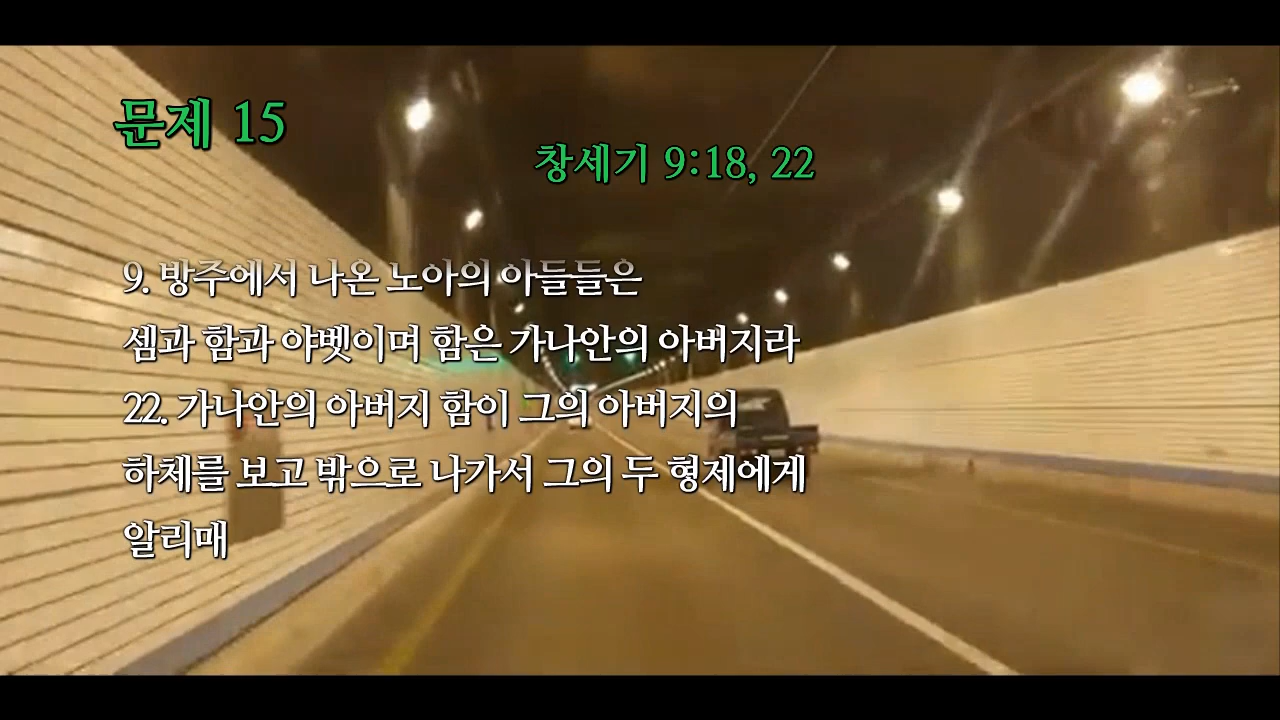 문제 15
창세기 9:18, 22
9. 방주에서 나온 노아의 아들들은
셈과 함과 야벳이며 함은 가나안의 아버지라
22. 가나안의 아버지 함이 그의 아버지의
하체를 보고 밖으로 나가서 그의 두 형제에게
알리매